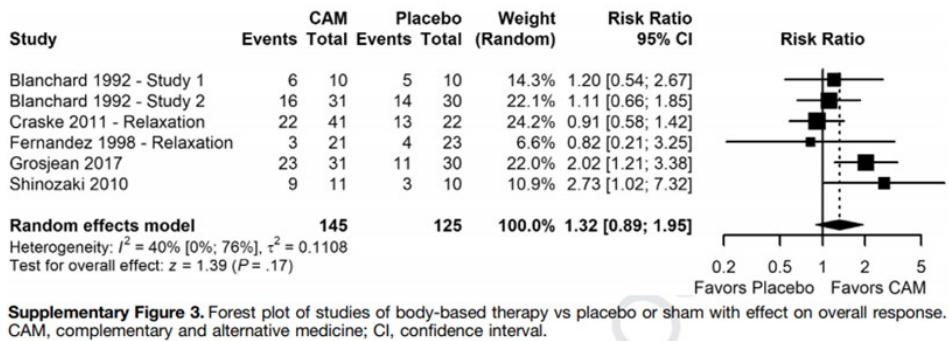 CAM Placebo Weight Risk Ratio
Study Events Total Events Total (Random) 95% CI Risk Ratio
Blanchard 1992 - Study 1 6 10 5 10 14.3% 1.20 [0.54; 2.67]
Blanchard 1992 - Study 2 16 31 14 30 22.1% 1.11 [0.66; 1.85]
Craske 2011 - Relaxation 22 41 13 22 24.2% 0.91 [0.58; 1.42]
Fernandez 1998 - Relaxation 3 21 4 23 6.6% 0.82 [0.21; 3.25]
Grosjean 2017 23 31 11 30 22.0% 2.02 [1.21; 3.38]
Shinozaki 2010 9 11 3 10 10.9% 2.73 [1.02; 7.32]
Random effects model 145 125 100.0% 1.32 [0.89; 1.95]
Heterogeneity: I² = 40% [0%; 76%], τ² = 0.1108
Test for overall effect: z = 1.39 (P = .17)
0.2 0.5 1 2 5
Favors Placebo Favors CAM
Supplementary Figure 3. Forest plot of studies of body-based therapy vs placebo or sham with effect on overall response.
CAM, complementary and alternative medicine; CI, confidence interval.